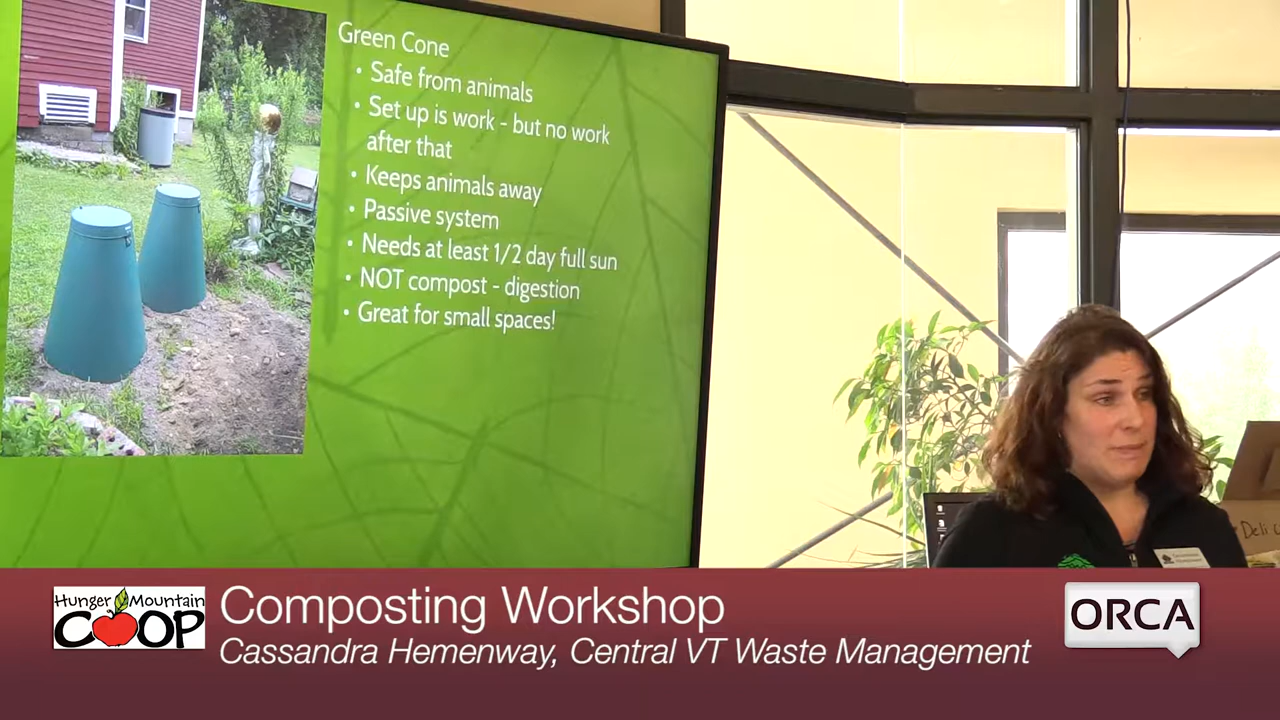 Green Cone
• Safe from animals
• Set up is work - but no work
after that
• Keeps animals away
• Passive system
• Needs at least 1/2 day full sun
• NOT compost - digestion
• Great for small spaces!
Deli
Hunger Mountain
COOP
Composting Workshop
Cassandra Hemenway, Central VT Waste Management
ORCA